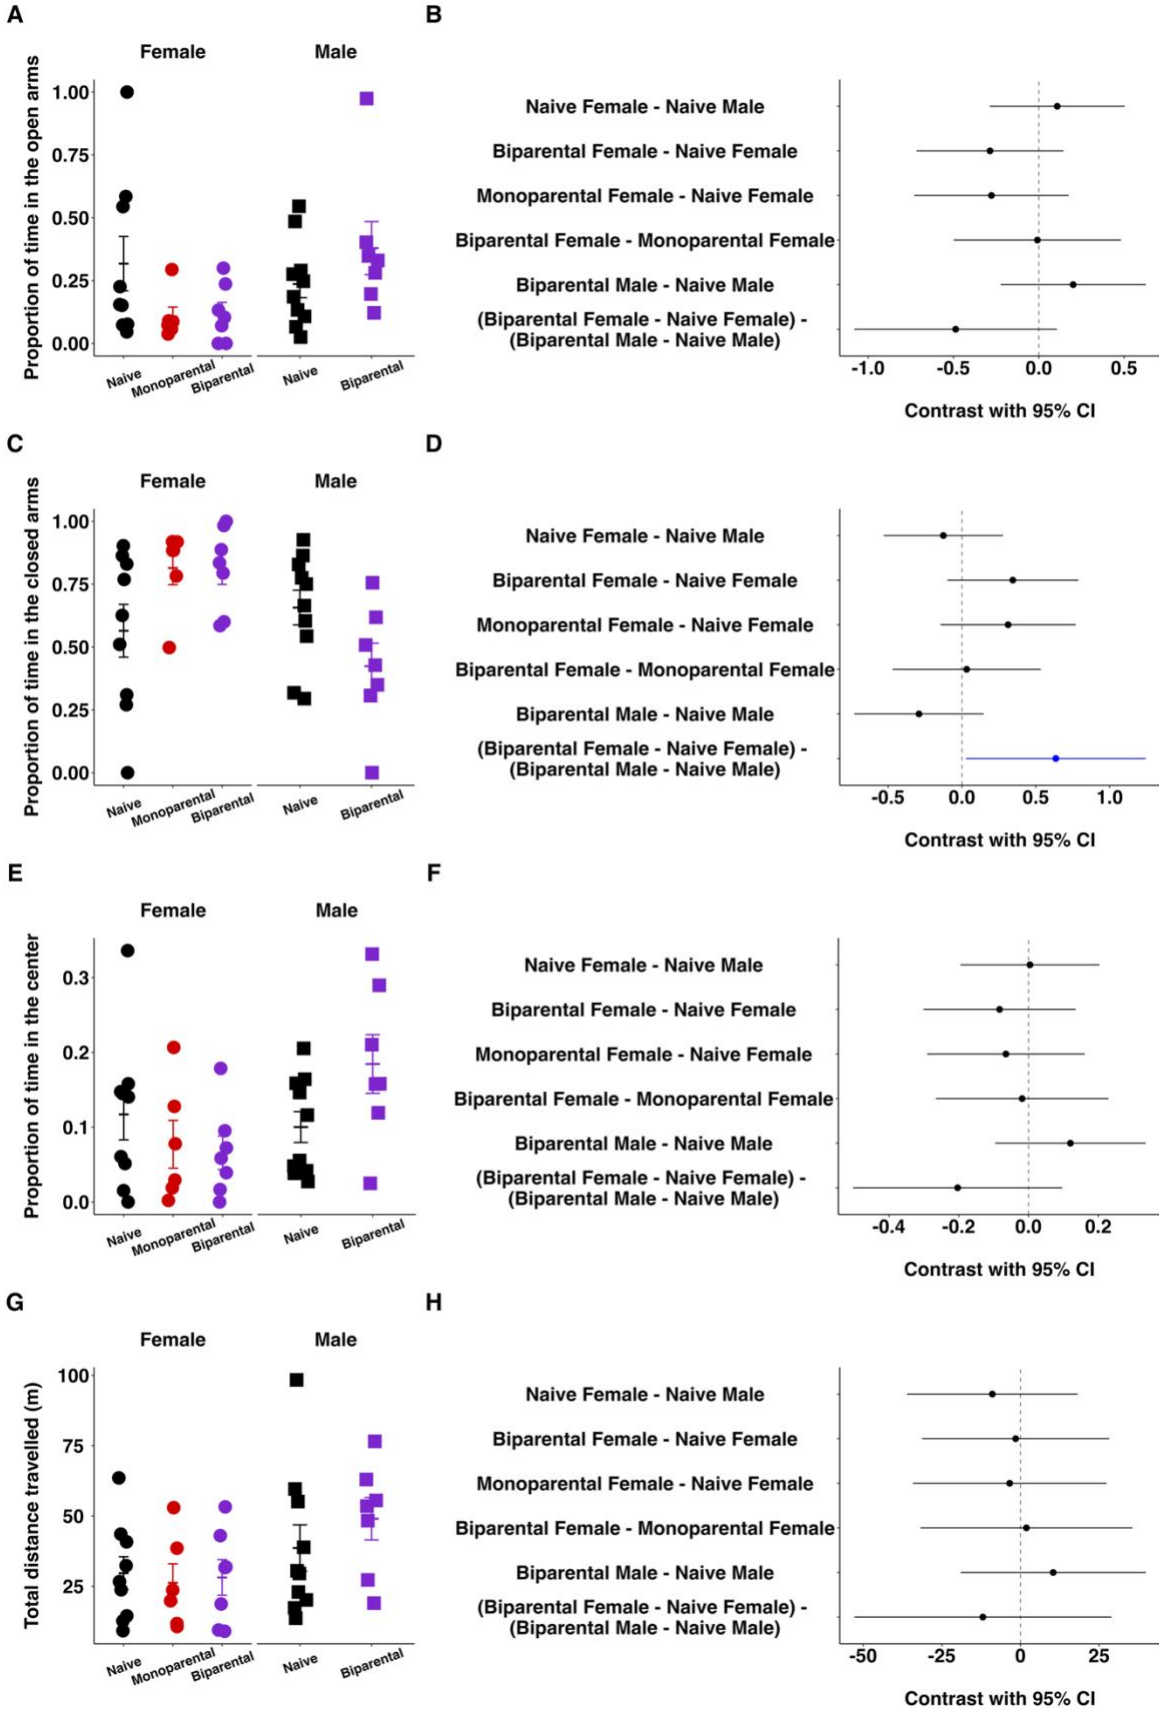 A
Female
Male
Proportion of time in the open arms
1.00
0.75
0.50
0.25
0.00
Naive
Monoparental
Biparental
Naive
Biparental
B
Naive Female - Naive Male
Biparental Female - Naive Female
Monoparental Female - Naive Female
Biparental Female - Monoparental Female
Biparental Male - Naive Male
(Biparental Female - Naive Female) -
(Biparental Male - Naive Male)
-1.0
-0.5
0.0
0.5
Contrast with 95% CI
C
Female
Male
Proportion of time in the closed arms
1.00
0.75
0.50
0.25
0.00
Naive
Monoparental
Biparental
Naive
Biparental
D
Naive Female - Naive Male
Biparental Female - Naive Female
Monoparental Female - Naive Female
Biparental Female - Monoparental Female
Biparental Male - Naive Male
(Biparental Female - Naive Female) -
(Biparental Male - Naive Male)
-0.5
0.0
0.5
1.0
Contrast with 95% CI
E
Female
Male
Proportion of time in the center
0.3
0.2
0.1
0.0
Naive
Monoparental
Biparental
Naive
Biparental
F
Naive Female - Naive Male
Biparental Female - Naive Female
Monoparental Female - Naive Female
Biparental Female - Monoparental Female
Biparental Male - Naive Male
(Biparental Female - Naive Female) -
(Biparental Male - Naive Male)
-0.4
-0.2
0.0
0.2
Contrast with 95% CI
G
Female
Male
Total distance travelled (m)
100
75
50
25
Naive
Monoparental
Biparental
Naive
Biparental
H
Naive Female - Naive Male
Biparental Female - Naive Female
Monoparental Female - Naive Female
Biparental Female - Monoparental Female
Biparental Male - Naive Male
(Biparental Female - Naive Female) -
(Biparental Male - Naive Male)
-50
-25
0
25
Contrast with 95% CI